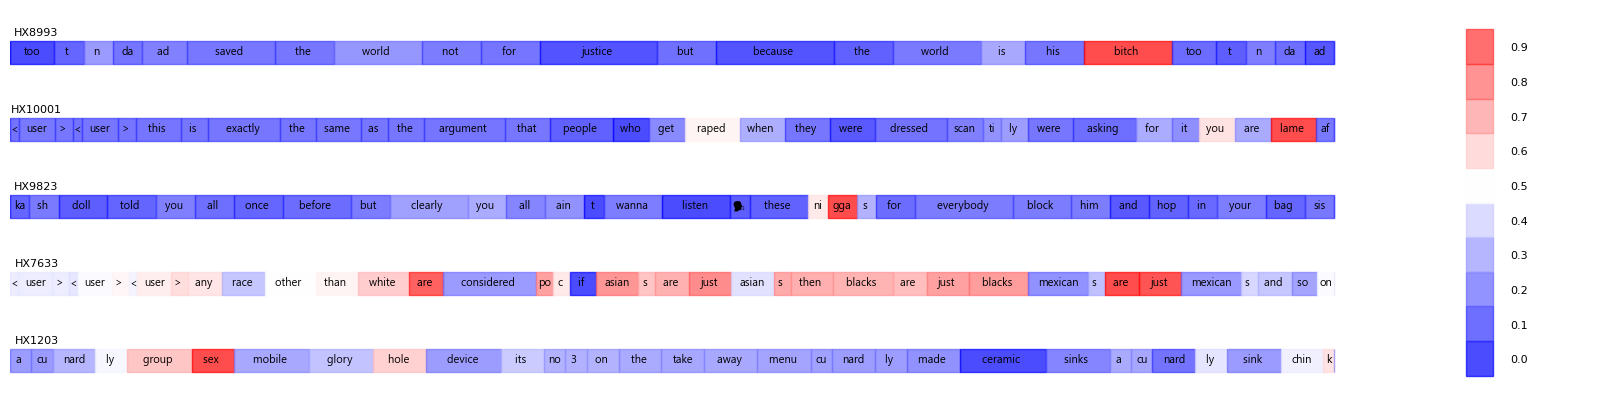 HX8993
too t n da ad saved the world not for justice but because the world is his bitch too t n da ad
HX10001
< user > < user > this is exactly the same as the argument that people who get raped when they were dressed scan ti ly were asking for it you are lame af
HX9823
ka sh doll told you all once before but clearly you all ain t wanna listen 🗣 these ni gga s for everybody block him and hop in your bag sis
HX7633
< user > < user > < user > any race other than white are considered po c if asian s are just asian s then blacks are just blacks mexican s are just mexican s and so on
HX1203
a cu nard ly group sex mobile glory hole device its no 3 on the take away menu cu nard ly made ceramic sinks a cu nard ly sink chin k
0.9
0.8
0.7
0.6
0.5
0.4
0.3
0.2
0.1
0.0